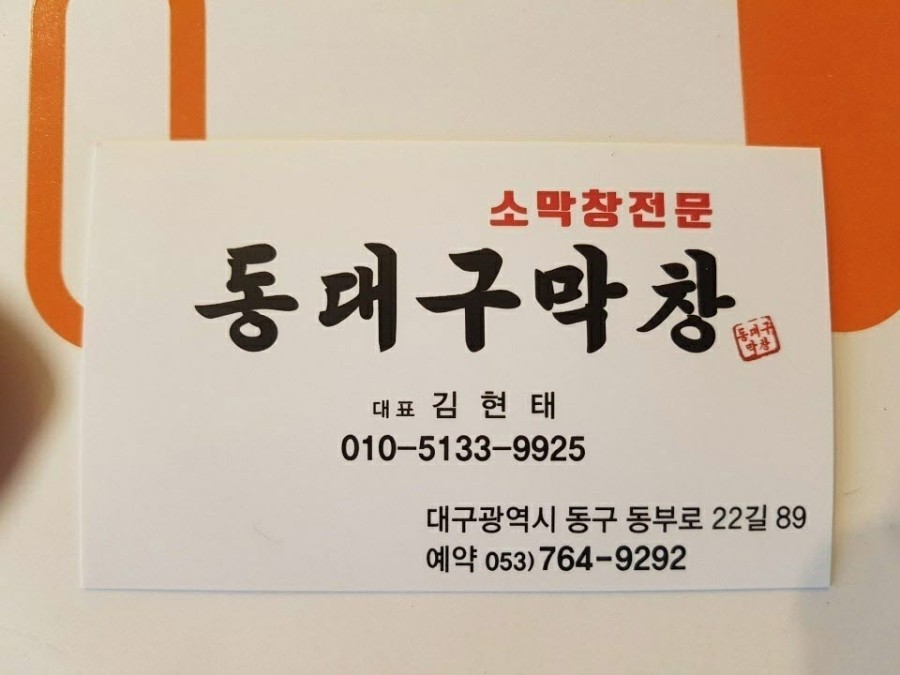 소막창전문
동대구막창
동대구
막창
대표 김현태
010-5133-9925
대구광역시 동구 동부로 22길 89
예약 053) 764-9292